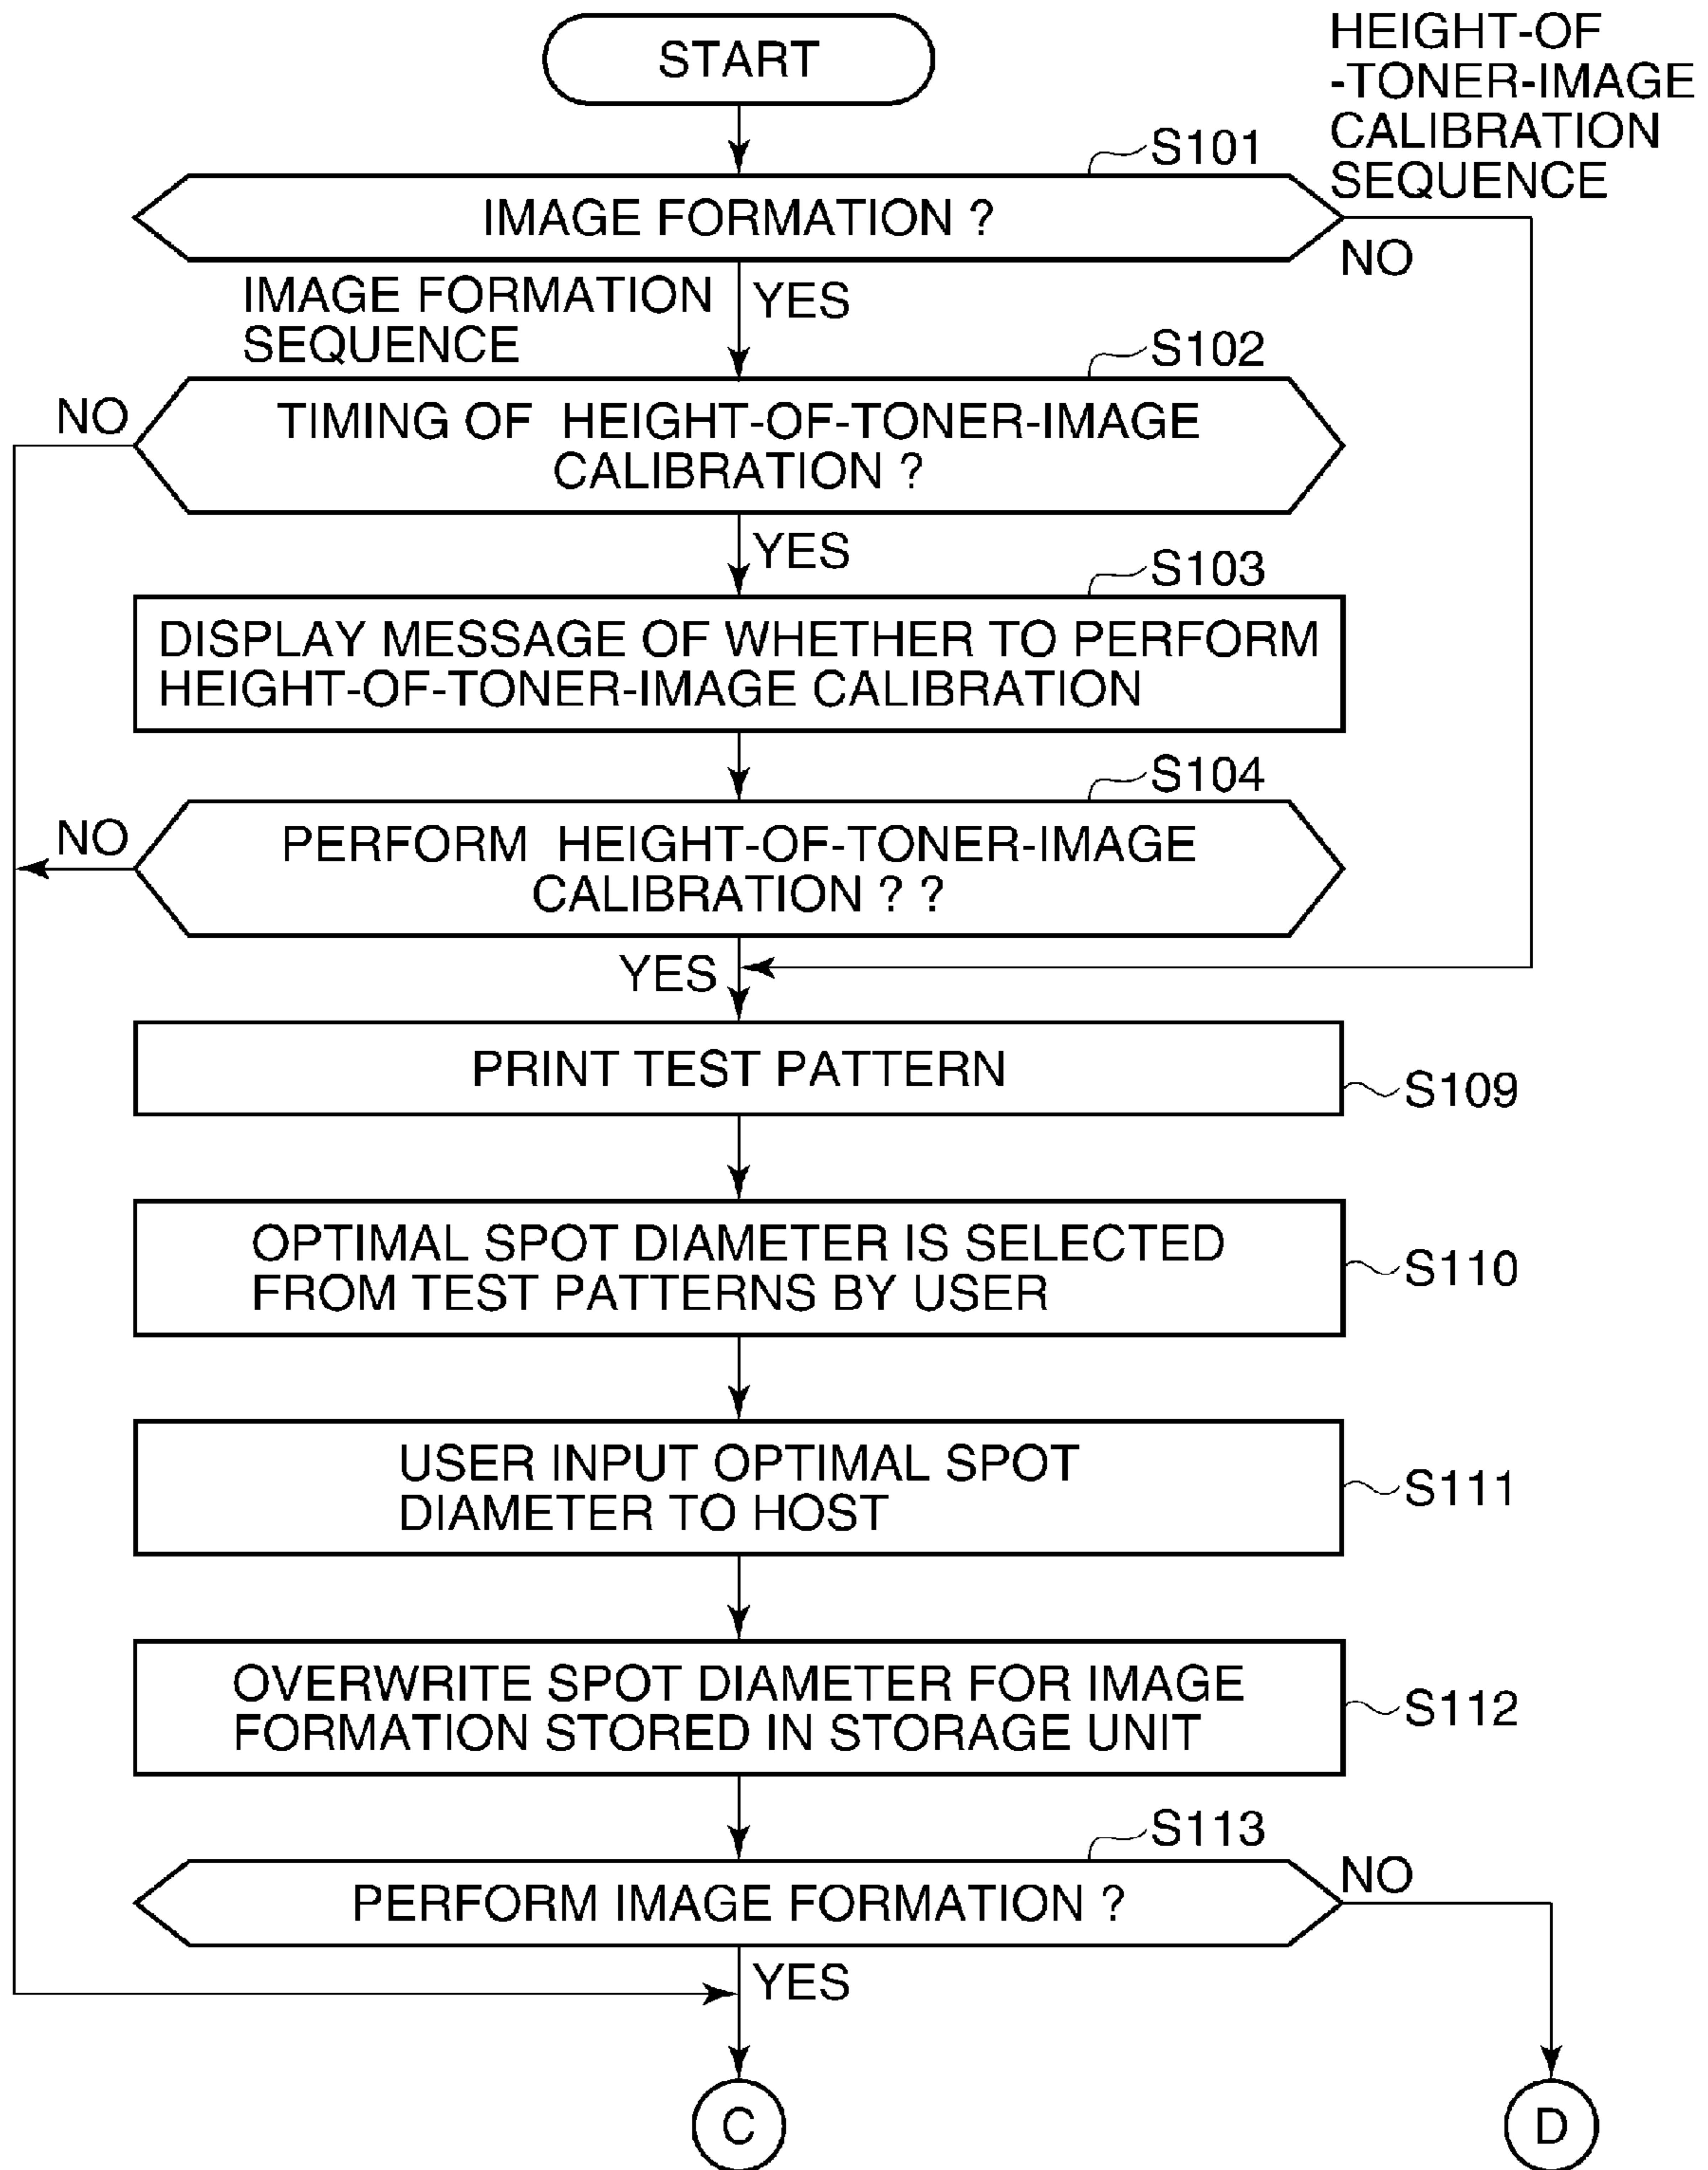 START
HEIGHT-OF
-TONER-IMAGE
CALIBRATION
SEQUENCE
S101
IMAGE FORMATION ?
NO
IMAGE FORMATION
SEQUENCE
YES
S102
NO
TIMING OF HEIGHT-OF-TONER-IMAGE
CALIBRATION ?
YES
S103
DISPLAY MESSAGE OF WHETHER TO PERFORM
HEIGHT-OF-TONER-IMAGE CALIBRATION
S104
NO
PERFORM HEIGHT-OF-TONER-IMAGE
CALIBRATION ? ?
YES
PRINT TEST PATTERN
S109
OPTIMAL SPOT DIAMETER IS SELECTED
FROM TEST PATTERNS BY USER
S110
USER INPUT OPTIMAL SPOT
DIAMETER TO HOST
S111
OVERWRITE SPOT DIAMETER FOR IMAGE
FORMATION STORED IN STORAGE UNIT
S112
S113
PERFORM IMAGE FORMATION ?
NO
YES
C
D